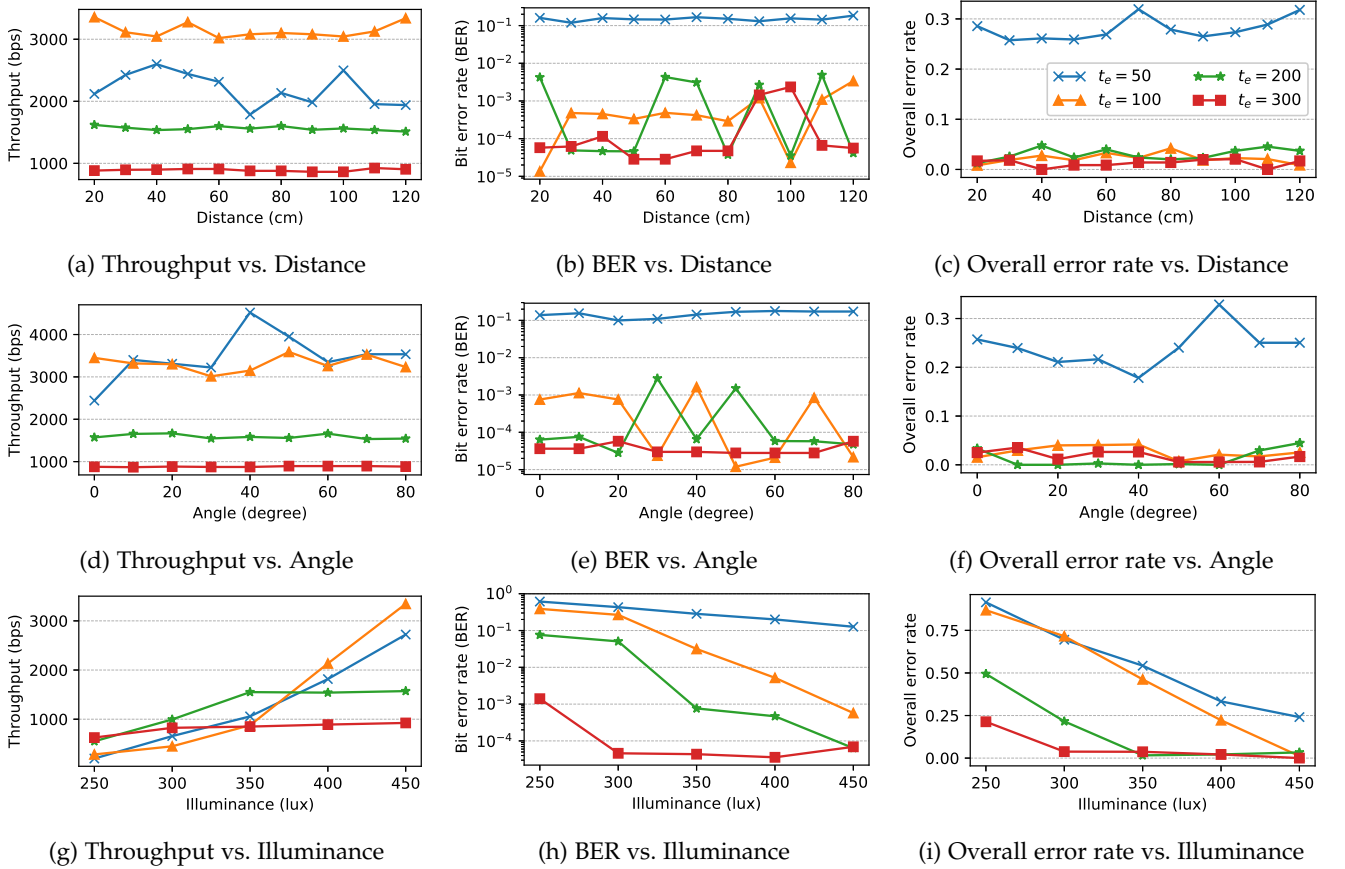 Throughput (bps)
3000
2000
1000
20 40 60 80 100 120
Distance (cm)
(a) Throughput vs. Distance
Bit error rate (BER)
10⁻¹
10⁻²
10⁻³
10⁻⁴
10⁻⁵
20 40 60 80 100 120
Distance (cm)
(b) BER vs. Distance
Overall error rate
0.3
0.2
0.1
0.0
tₑ = 50 tₑ = 200
tₑ = 100 tₑ = 300
20 40 60 80 100 120
Distance (cm)
(c) Overall error rate vs. Distance
Throughput (bps)
4000
3000
2000
1000
0 20 40 60 80
Angle (degree)
(d) Throughput vs. Angle
Bit error rate (BER)
10⁻¹
10⁻²
10⁻³
10⁻⁴
10⁻⁵
0 20 40 60 80
Angle (degree)
(e) BER vs. Angle
Overall error rate
0.3
0.2
0.1
0.0
0 20 40 60 80
Angle (degree)
(f) Overall error rate vs. Angle
Throughput (bps)
3000
2000
1000
250 300 350 400 450
Illuminance (lux)
(g) Throughput vs. Illuminance
Bit error rate (BER)
10⁰
10⁻¹
10⁻²
10⁻³
10⁻⁴
250 300 350 400 450
Illuminance (lux)
(h) BER vs. Illuminance
Overall error rate
0.75
0.50
0.25
0.00
250 300 350 400 450
Illuminance (lux)
(i) Overall error rate vs. Illuminance